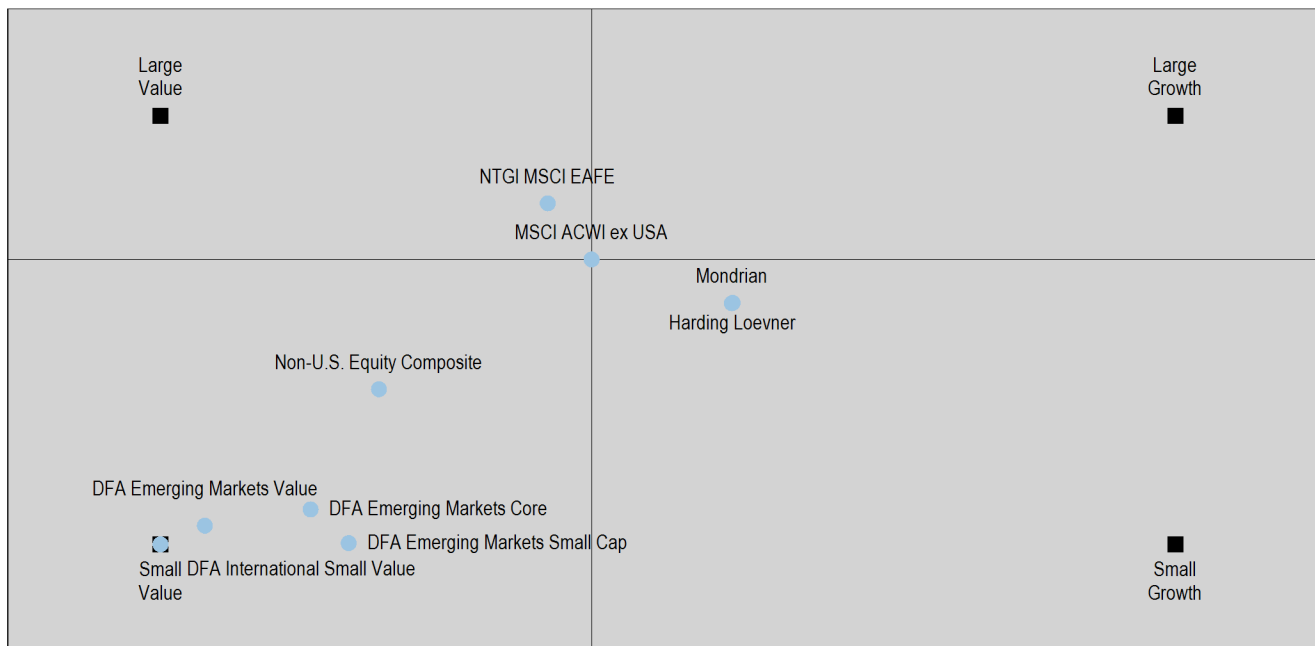 Large
Value
Large
Growth
NTGI MSCI EAFE
MSCI ACWI ex USA
Mondrian
Harding Loevner
Non-U.S. Equity Composite
DFA Emerging Markets Value
DFA Emerging Markets Core
DFA Emerging Markets Small Cap
Small
Value
DFA International Small Value
Small
Growth